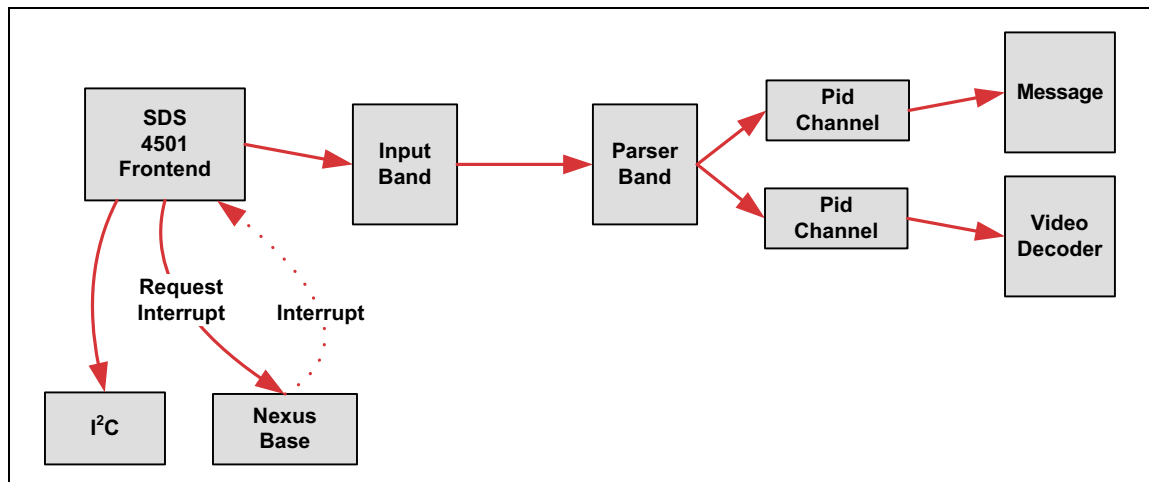 SDS
4501
Frontend
Input
Band
Parser
Band
Pid
Channel
Message
Pid
Channel
Video
Decoder
Request
Interrupt
Interrupt
I²C
Nexus
Base